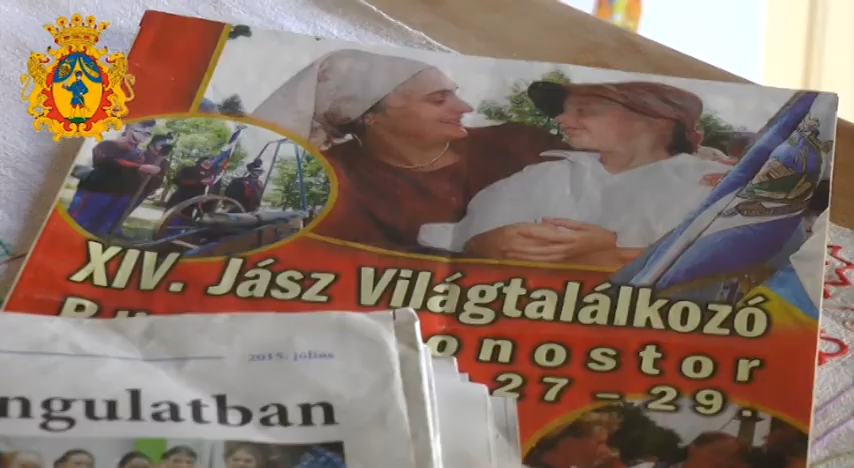 XIV. Jász Világtalálkozó
onostor
27 – 29.
2015. július
ngulatban